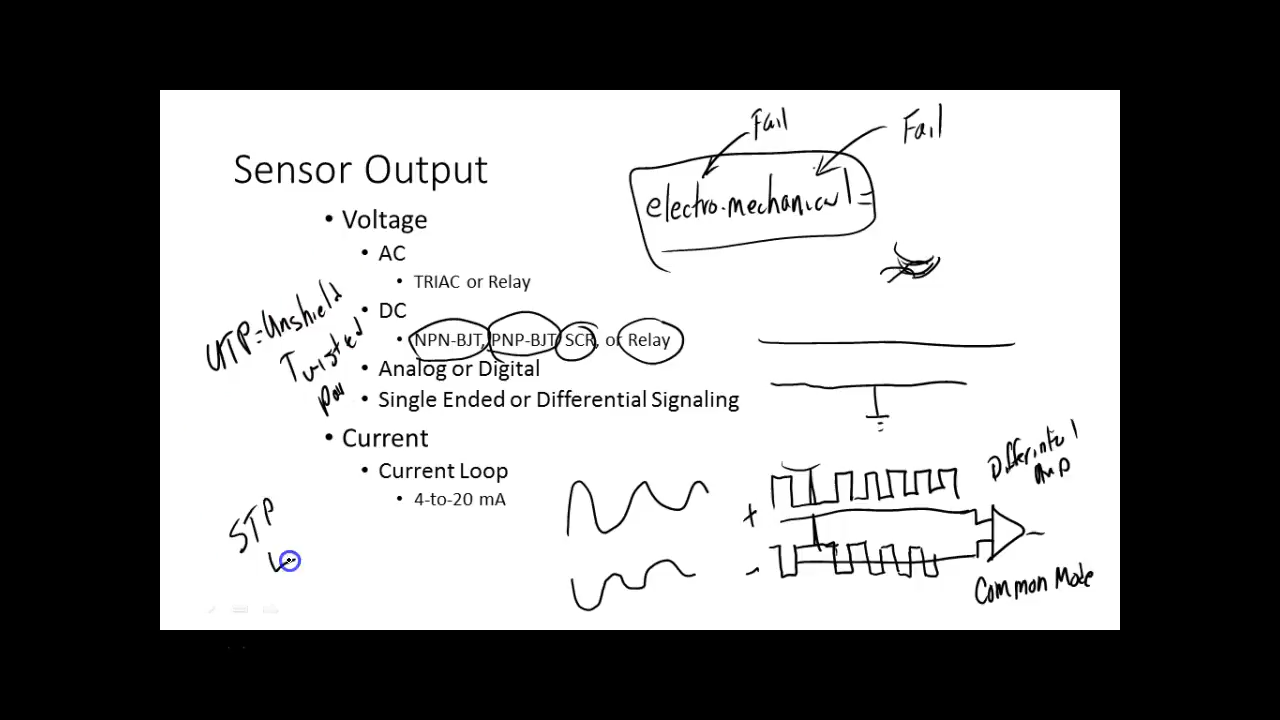 Fail
Fail
Sensor Output
electro-mechanical
• Voltage
• AC
• TRIAC or Relay
UTP=Unshield
Twisted
• DC
• NPN-BJT, PNP-BJT, SCR, or Relay
• Analog or Digital
• Single Ended or Differential Signaling
• Current
• Current Loop
• 4-to-20 mA
STP
+
-
Amp
Common Mode